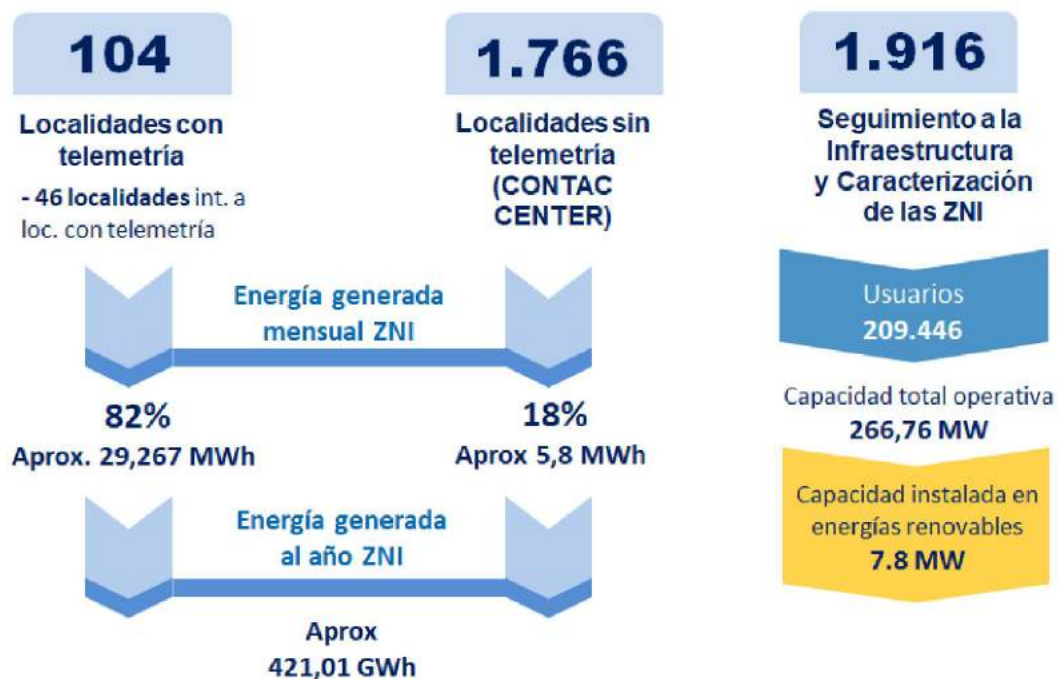 104
Localidades con
telemetría
- 46 localidades int. a
loc. con telemetría
1.766
Localidades sin
telemetría
(CONTAC
CENTER)
Energía generada
mensual ZNI
82%
Aprox. 29,267 MWh
18%
Aprox 5,8 MWh
Energía generada
al año ZNI
Aprox
421,01 GWh
1.916
Seguimiento a la
Infraestructura
y Caracterización
de las ZNI
Usuarios
209.446
Capacidad total operativa
266,76 MW
Capacidad instalada en
energías renovables
7.8 MW